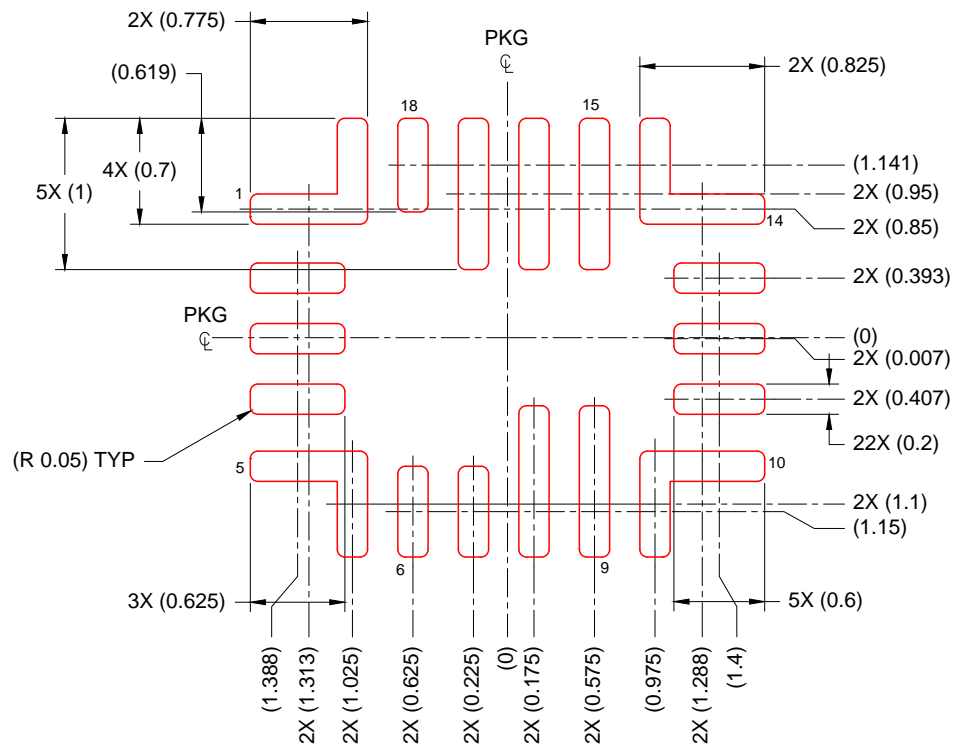 2X (0.775)
PKG
℄
(0.619)
2X (0.825)
18
15
4X (0.7)
(1.141)
5X (1)
1
2X (0.95)
14
2X (0.85)
2X (0.393)
PKG
℄
(0)
2X (0.007)
2X (0.407)
22X (0.2)
(R 0.05) TYP
5
10
2X (1.1)
(1.15)
6
9
3X (0.625)
5X (0.6)
(1.388)
2X (1.313)
2X (1.025)
2X (0.625)
2X (0.225)
(0)
2X (0.175)
2X (0.575)
(0.975)
2X (1.288)
(1.4)